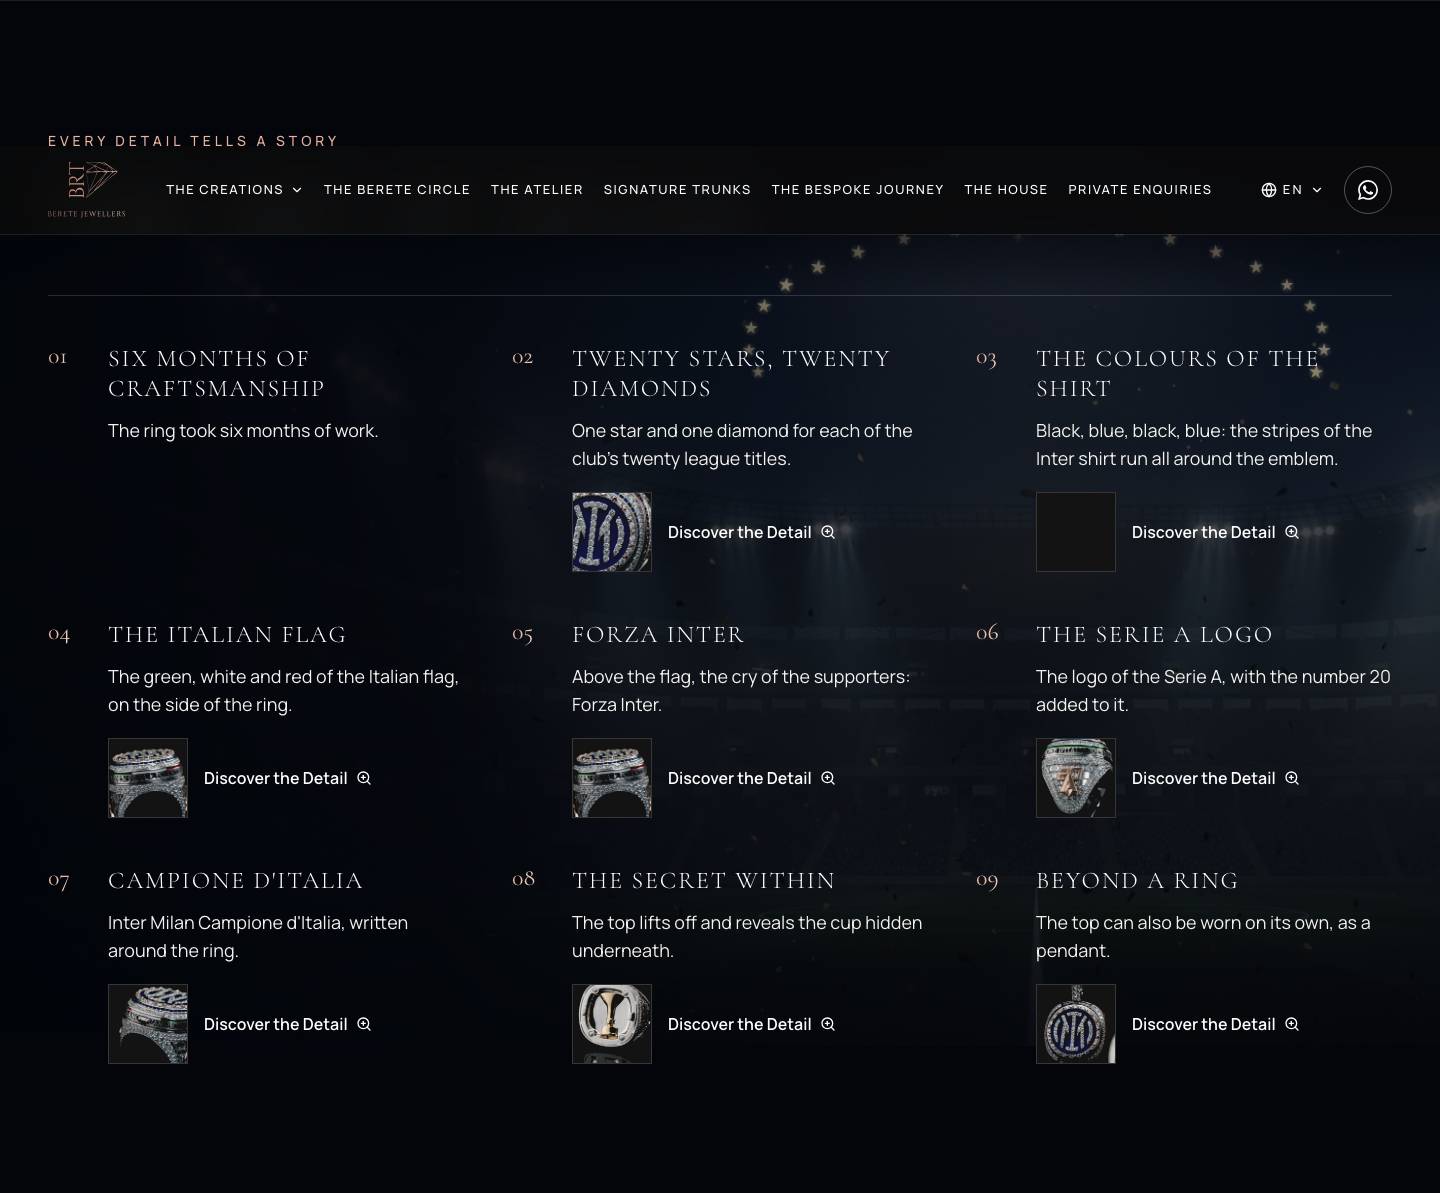 EVERY DETAIL TELLS A STORY
BRT
BERETE JEWELLERS
THE CREATIONS
THE BERETE CIRCLE
THE ATELIER
SIGNATURE TRUNKS
THE BESPOKE JOURNEY
THE HOUSE
PRIVATE ENQUIRIES
EN
01
SIX MONTHS OF
CRAFTSMANSHIP
The ring took six months of work.
02
TWENTY STARS, TWENTY
DIAMONDS
One star and one diamond for each of the
club's twenty league titles.
Discover the Detail
03
THE COLOURS OF THE
SHIRT
Black, blue, black, blue: the stripes of the
Inter shirt run all around the emblem.
Discover the Detail
04
THE ITALIAN FLAG
The green, white and red of the Italian flag,
on the side of the ring.
Discover the Detail
05
FORZA INTER
Above the flag, the cry of the supporters:
Forza Inter.
Discover the Detail
06
THE SERIE A LOGO
The logo of the Serie A, with the number 20
added to it.
Discover the Detail
07
CAMPIONE D'ITALIA
Inter Milan Campione d'Italia, written
around the ring.
Discover the Detail
08
THE SECRET WITHIN
The top lifts off and reveals the cup hidden
underneath.
Discover the Detail
09
BEYOND A RING
The top can also be worn on its own, as a
pendant.
Discover the Detail